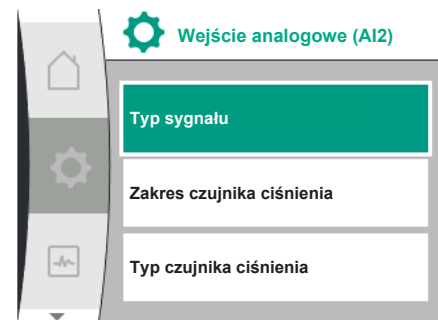 Wejście analogowe (AI2)
Typ sygnału
Zakres czujnika ciśnienia
Typ czujnika ciśnienia